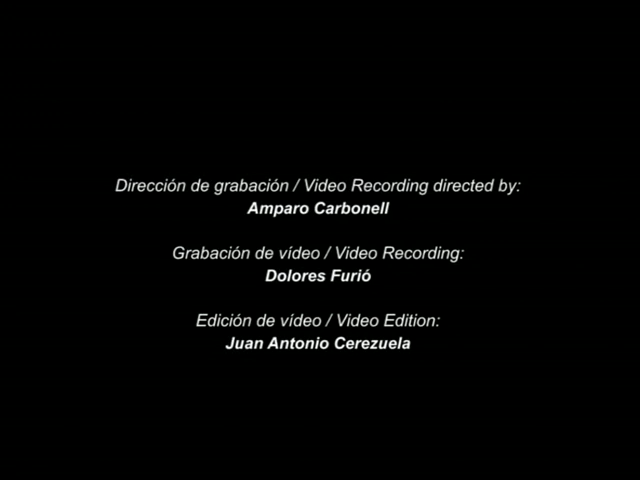 Dirección de grabación / Video Recording directed by:
Amparo Carbonell
Grabación de vídeo / Video Recording:
Dolores Furió
Edición de vídeo / Video Edition:
Juan Antonio Cerezuela